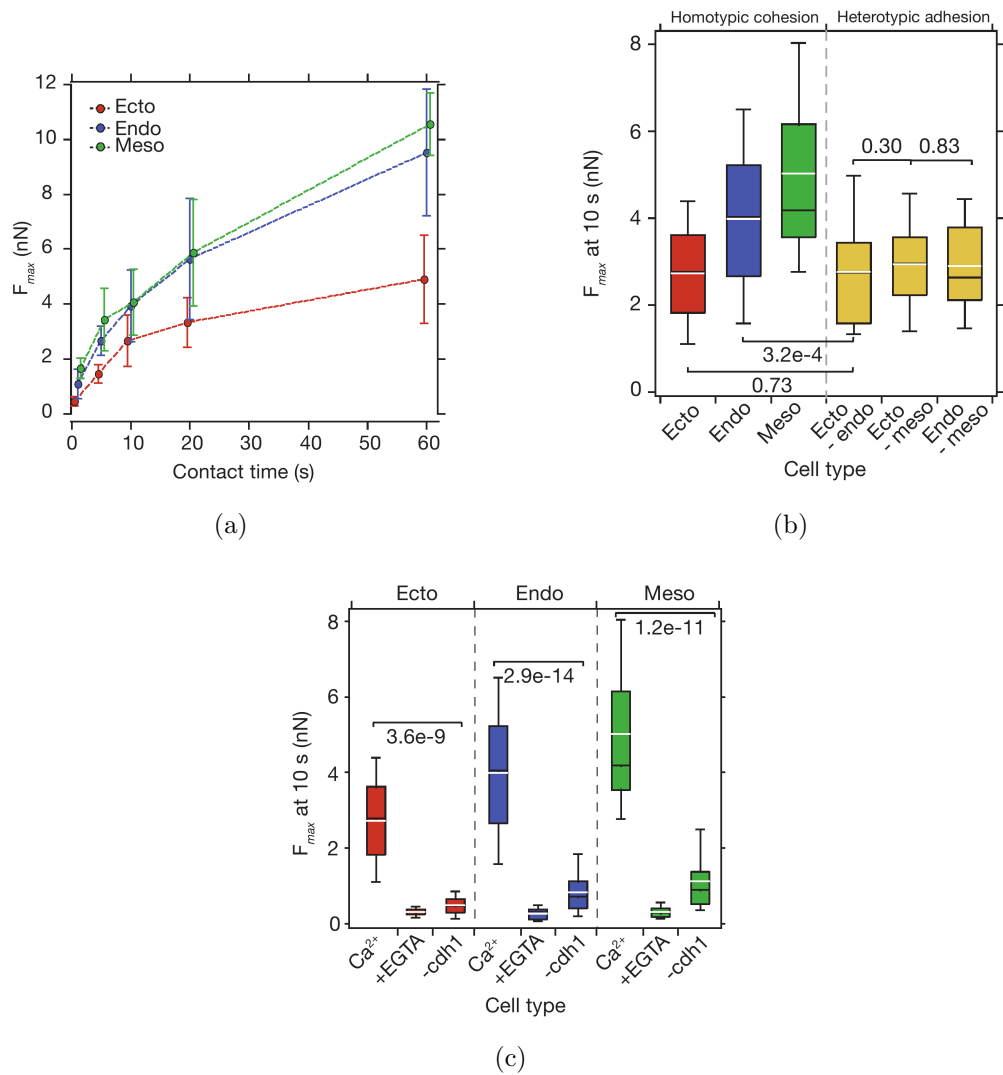 12
10
8
6
4
2
0
F_max (nN)
Ecto
Endo
Meso
0 10 20 30 40 50 60
Contact time (s)
(a)
Homotypic cohesion Heterotypic adhesion
8
6
4
2
0
F_max at 10 s (nN)
0.30 0.83
3.2e-4
0.73
Ecto
Endo
Meso
Ecto
- endo
Ecto
- meso
Endo
- meso
Cell type
(b)
Ecto Endo Meso
8
6
4
2
0
F_max at 10 s (nN)
3.6e-9
2.9e-14
1.2e-11
Ca²⁺
+EGTA
-cdh1
Ca²⁺
+EGTA
-cdh1
Ca²⁺
+EGTA
-cdh1
Cell type
(c)